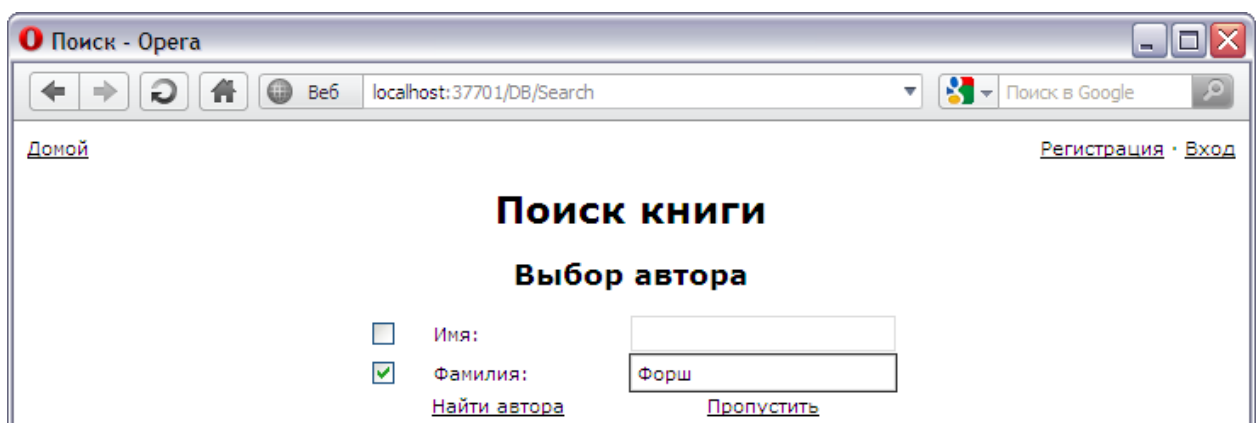 Поиск - Opera
Веб localhost:37701/DB/Search Поиск в Google
Домой Регистрация · Вход
Поиск книги
Выбор автора
Имя:
Фамилия: Форш
Найти автора Пропустить